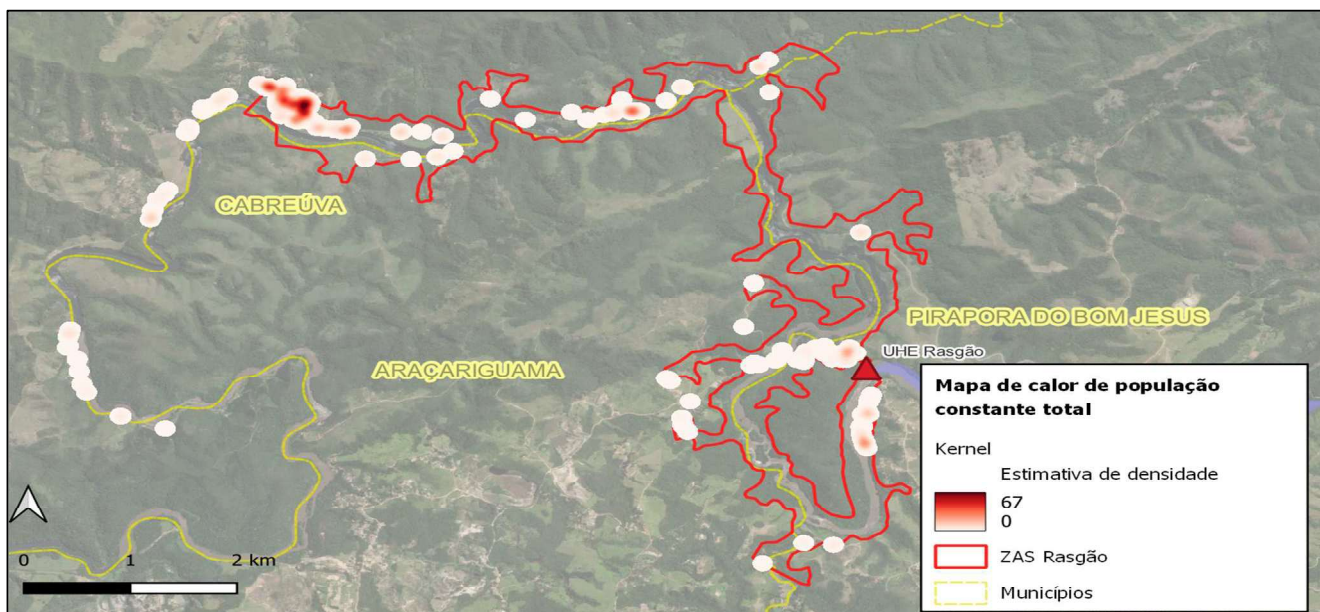 CABREÚVA
PIRAPORA DO BOM JESUS
UHE Rasgão
ARAÇARIGUAMA
Mapa de calor de população
constante total
Kernel
Estimativa de densidade
67
0
ZAS Rasgão
Municípios
0 1 2 km